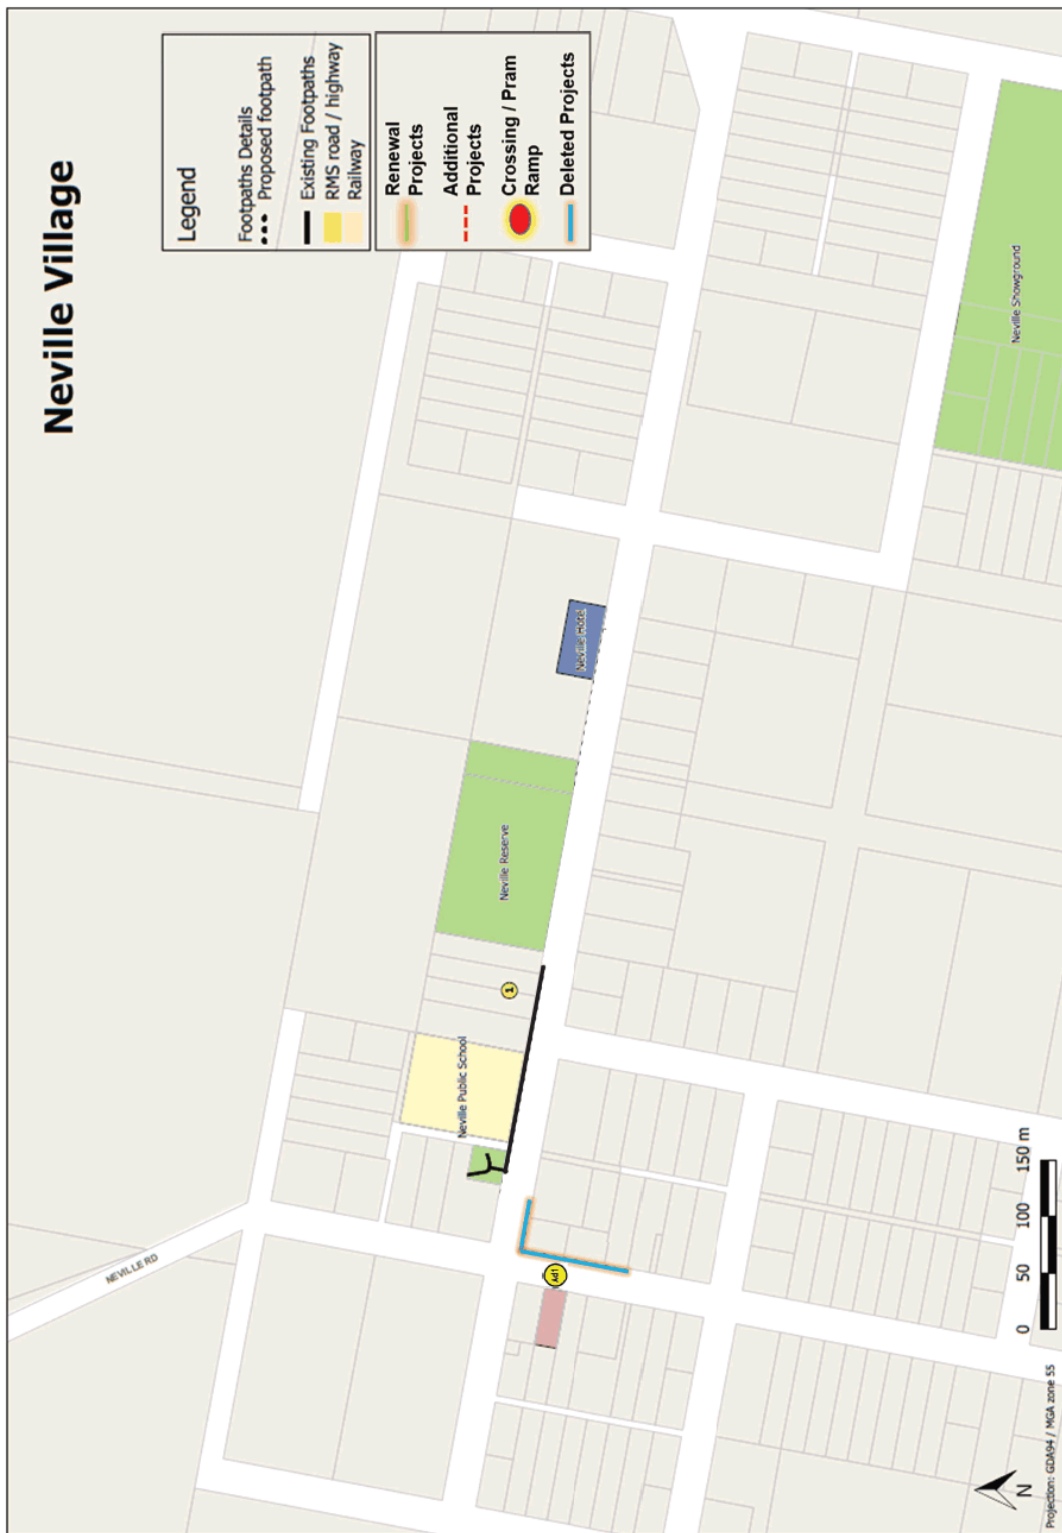 Neville Village
Legend
Footpaths Details
Proposed footpath
Existing Footpaths
RMS road / highway
Railway
Renewal
Projects
Additional
Projects
Crossing / Pram
Ramp
Deleted Projects
NEVILLE RD
Neville Public School
1
Neville Reserve
Neville Hotel
Neville Showground
Ad1
N
Projection: GDA94 / MGA zone 55
0 50 100 150 m